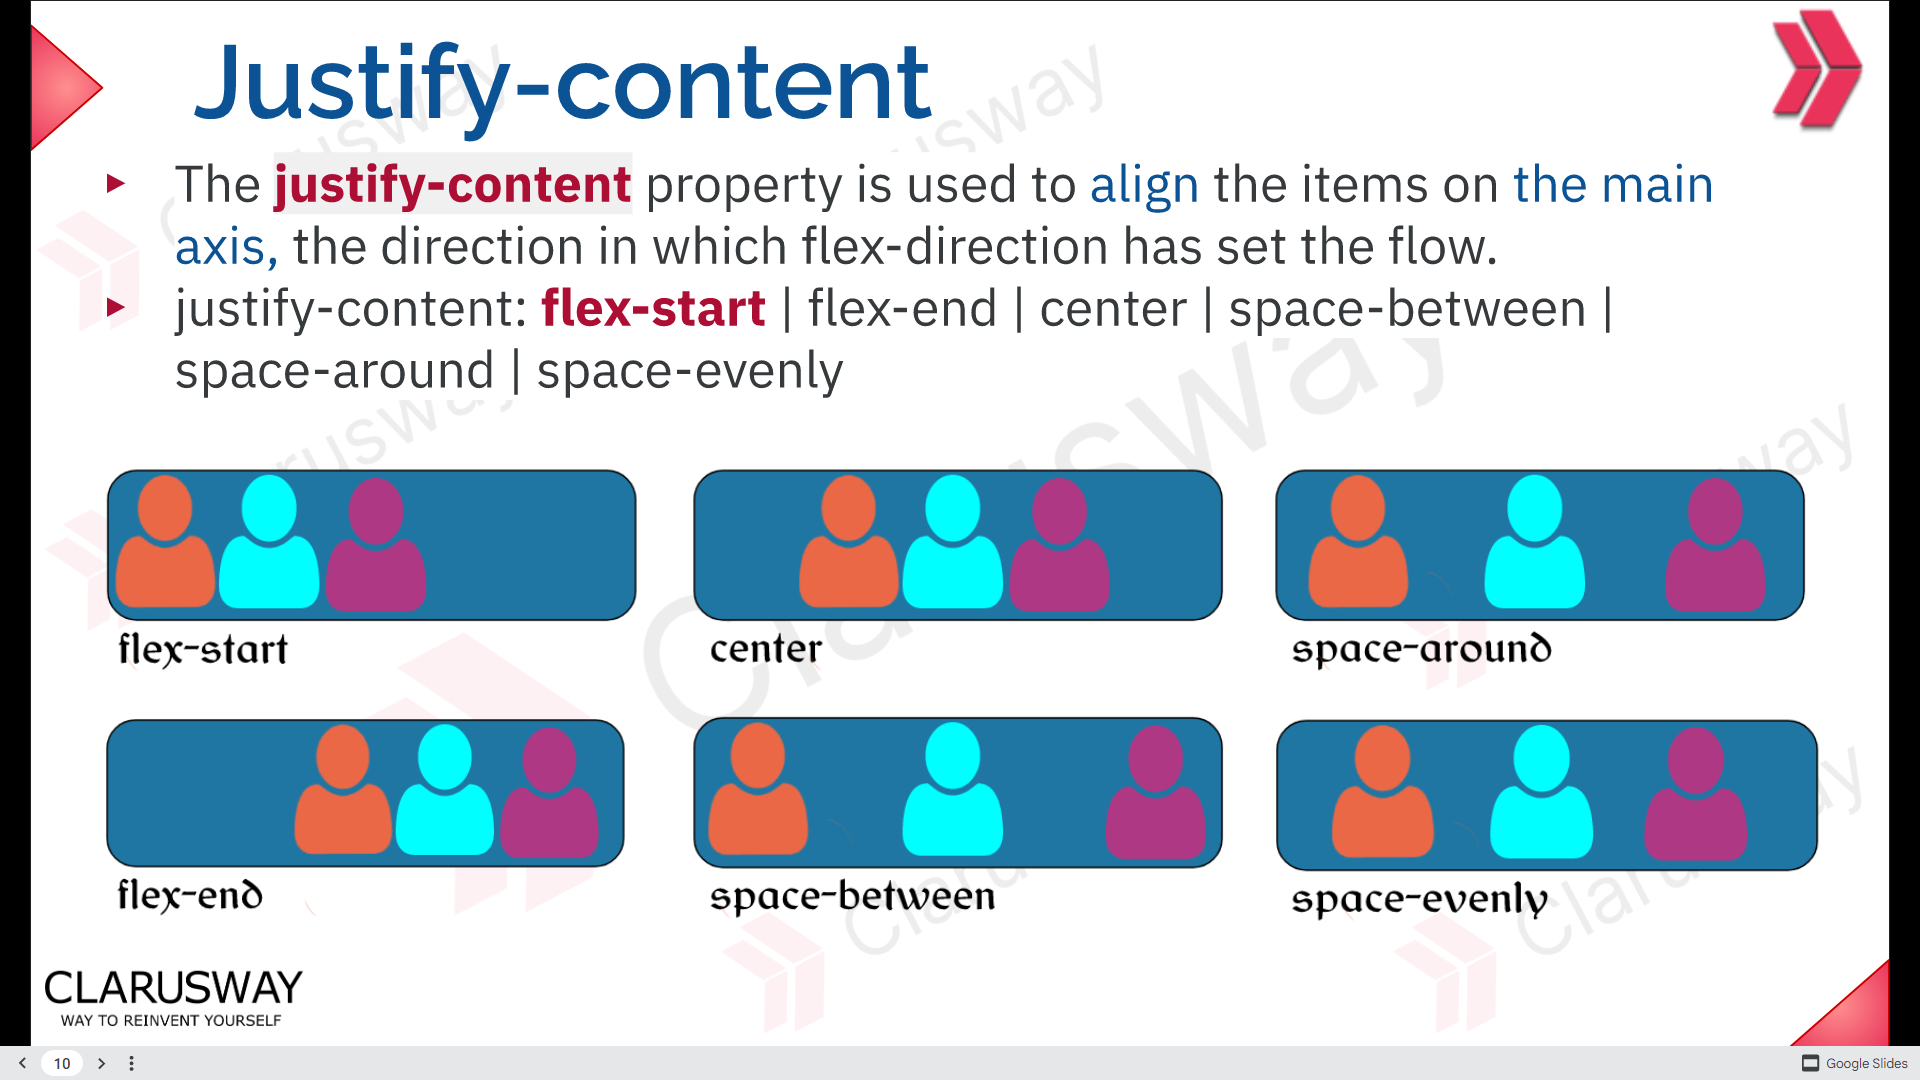 Justify-content
The justify-content property is used to align the items on the main
axis, the direction in which flex-direction has set the flow.
justify-content: flex-start | flex-end | center | space-between |
space-around | space-evenly
flex-start
center
space-around
flex-end
space-between
space-evenly
CLARUSWAY
WAY TO REINVENT YOURSELF
10
Google Slides